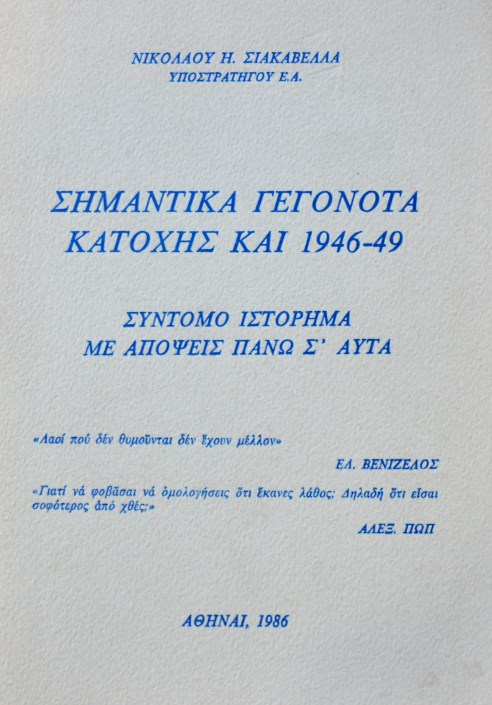 ΝΙΚΟΛΑΟΥ Η. ΣΙΑΚΑΒΕΛΛΑ
ΥΠΟΣΤΡΑΤΗΓΟΥ Ε.Α.
ΣΗΜΑΝΤΙΚΑ ΓΕΓΟΝΟΤΑ
ΚΑΤΟΧΗΣ ΚΑΙ 1946-49
ΣΥΝΤΟΜΟ ΙΣΤΟΡΗΜΑ
ΜΕ ΑΠΟΨΕΙΣ ΠΑΝΩ Σ' ΑΥΤΑ
«Λαοί πού δέν θυμοῦνται δέν ἔχουν μέλλον»
ΕΛ. ΒΕΝΙΖΕΛΟΣ
«Γιατί νά φοβᾶσαι νά ὁμολογήσεις ὅτι ἔκανες λάθος; Δηλαδή ὅτι εἶσαι
σοφότερος ἀπό χθές;»
ΑΛΕΞ. ΠΩΠ
ΑΘΗΝΑΙ, 1986